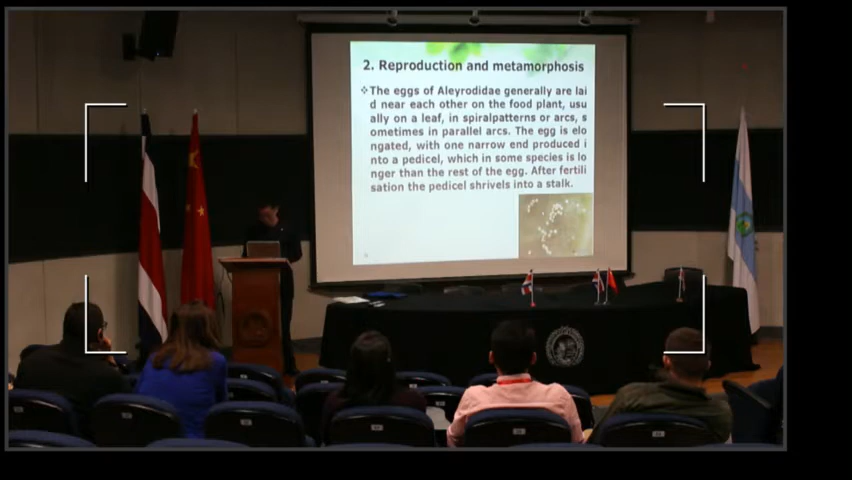 2. Reproduction and metamorphosis
❖The eggs of Aleyrodidae generally are lai
d near each other on the food plant, usu
ally on a leaf, in spiralpatterns or arcs, s
ometimes in parallel arcs. The egg is elo
ngated, with one narrow end produced i
nto a pedicel, which in some species is lo
nger than the rest of the egg. After fertili
sation the pedicel shrivels into a stalk.